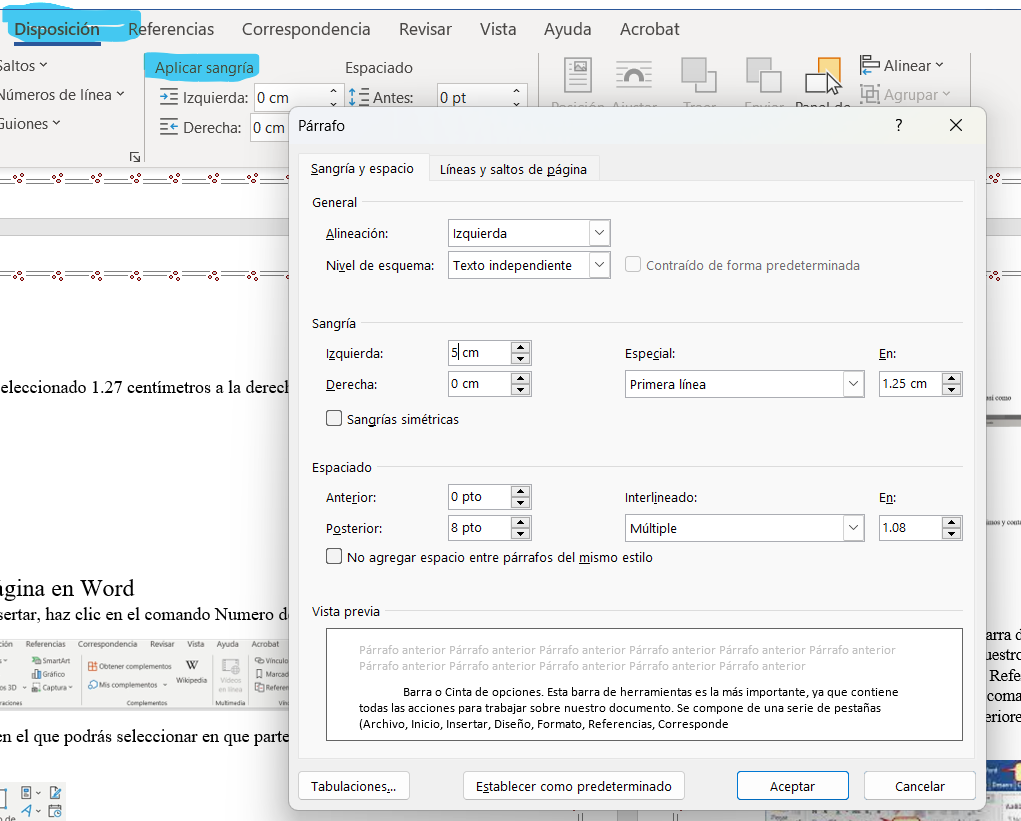 Disposición Referencias Correspondencia Revisar Vista Ayuda Acrobat
Saltos
Números de línea
Guiones
Aplicar sangría
Izquierda: 0 cm
Derecha: 0 cm
Espaciado
Antes: 0 pt
Alinear
Agrupar
Párrafo
?
Sangría y espacio
Líneas y saltos de página
General
Alineación: Izquierda
Nivel de esquema: Texto independiente
Contraído de forma predeterminada
Sangría
Izquierda: 5 cm
Especial: En:
Derecha: 0 cm
Primera línea 1.25 cm
Sangrías simétricas
Espaciado
Anterior: 0 pto
Interlineado: En:
Posterior: 8 pto
Múltiple 1.08
No agregar espacio entre párrafos del mismo estilo
Vista previa
Párrafo anterior Párrafo anterior Párrafo anterior Párrafo anterior Párrafo anterior Párrafo anterior
Párrafo anterior Párrafo anterior Párrafo anterior Párrafo anterior Párrafo anterior
Barra o Cinta de opciones. Esta barra de herramientas es la más importante, ya que contiene
todas las acciones para trabajar sobre nuestro documento. Se compone de una serie de pestañas
(Archivo, Inicio, Insertar, Diseño, Formato, Referencias, Corresponde
Tabulaciones...
Establecer como predeterminado
Aceptar
Cancelar
eleccionado 1.27 centímetros a la derech
ágina en Word
sertar, haz clic en el comando Numero de
ción Referencias Correspondencia Revisar Vista Ayuda Acrobat
SmartArt
Gráfico
os 3D Captura
Obtener complementos
Mis complementos
Complementos
W
Wikipedia
Vídeos
en línea
Multimedia
Vínculo
Marcad
Referen
en el que podrás seleccionar en que parte